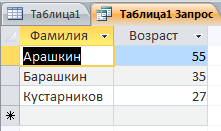 Таблица1 Таблица1 Запрос
Фамилия Возраст
Арашкин 55
Барашкин 35
Кустарников 27
*